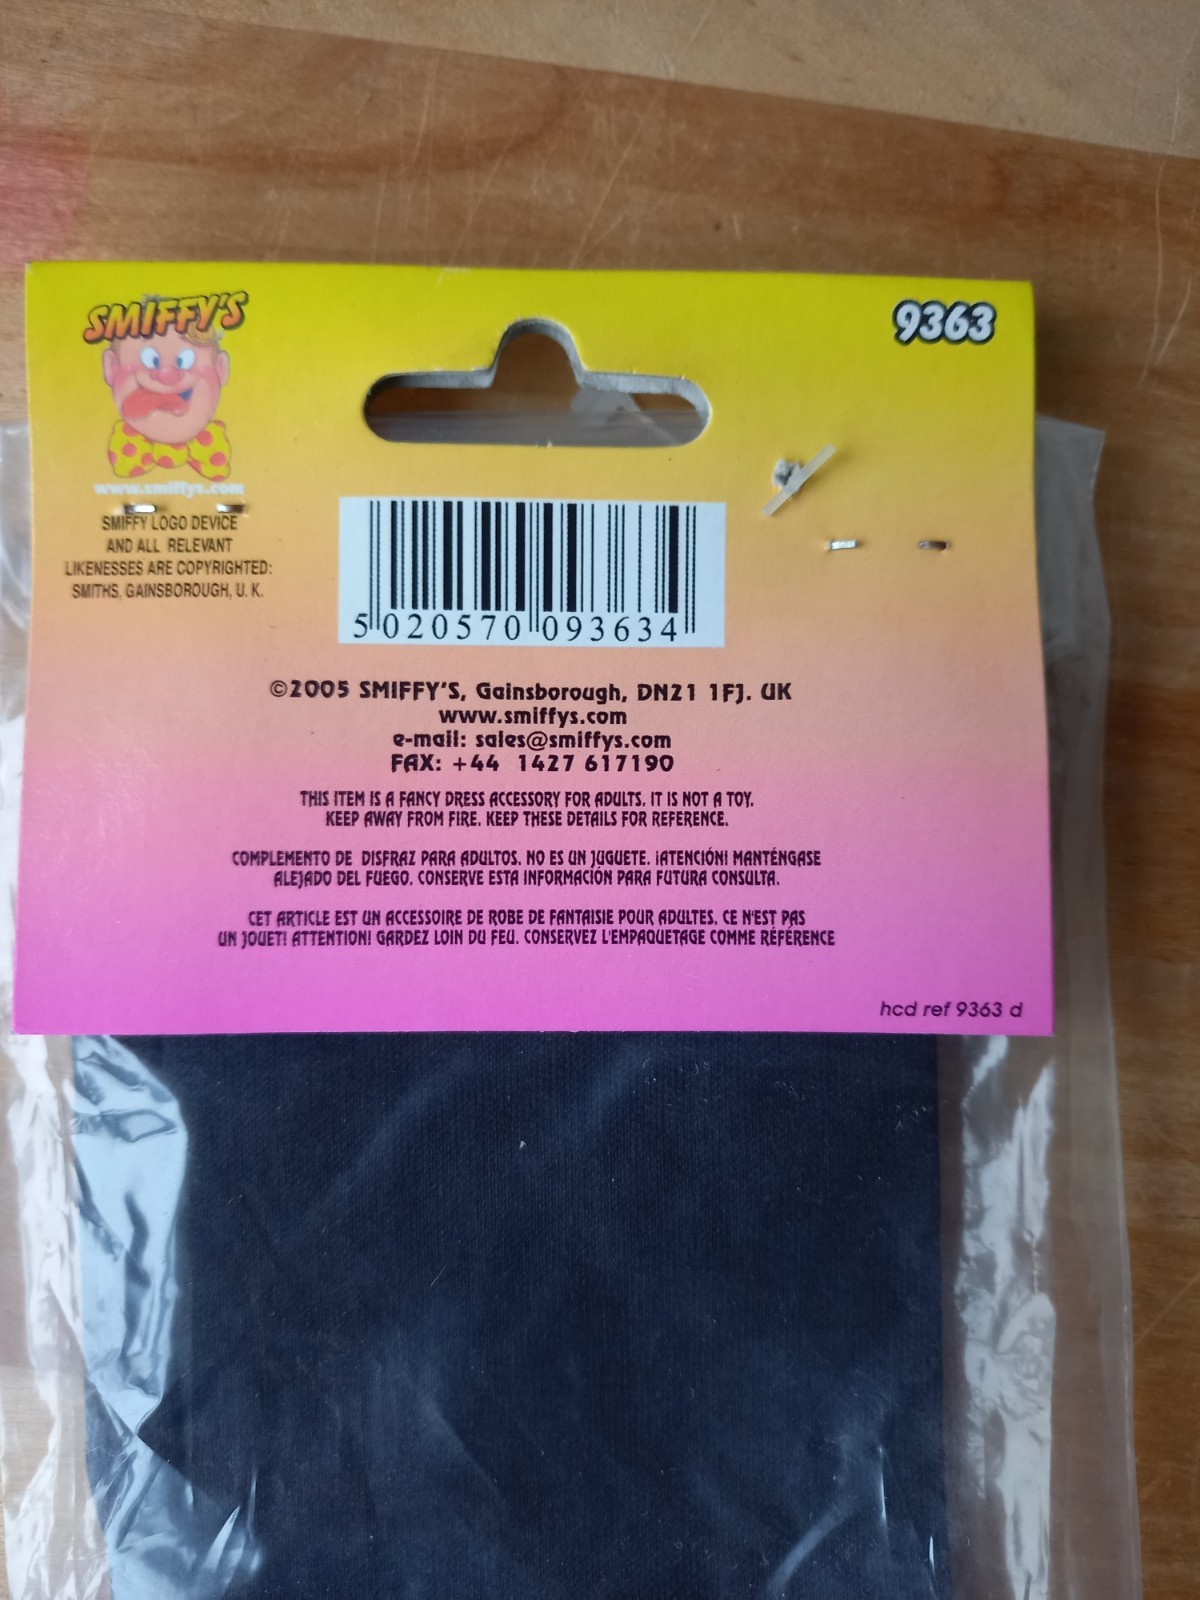 SMIFFY'S
9363
www.smiffys.com
SMIFFY LOGO DEVICE
AND ALL RELEVANT
LIKENESSES ARE COPYRIGHTED:
SMITHS, GAINSBOROUGH, U. K.
5 020570 093634
©2005 SMIFFY'S, Gainsborough, DN21 1FJ. UK
www.smiffys.com
e-mail: sales@smiffys.com
FAX: +44 1427 617190
THIS ITEM IS A FANCY DRESS ACCESSORY FOR ADULTS. IT IS NOT A TOY.
KEEP AWAY FROM FIRE. KEEP THESE DETAILS FOR REFERENCE.
COMPLEMENTO DE DISFRAZ PARA ADULTOS. NO ES UN JUGUETE. ¡ATENCIÓN! MANTÉNGASE
ALEJADO DEL FUEGO. CONSERVE ESTA INFORMACIÓN PARA FUTURA CONSULTA.
CET ARTICLE EST UN ACCESSOIRE DE ROBE DE FANTAISIE POUR ADULTES. CE N'EST PAS
UN JOUET! ATTENTION! GARDEZ LOIN DU FEU. CONSERVEZ L'EMPAQUETAGE COMME RÉFÉRENCE
hcd ref 9363 d